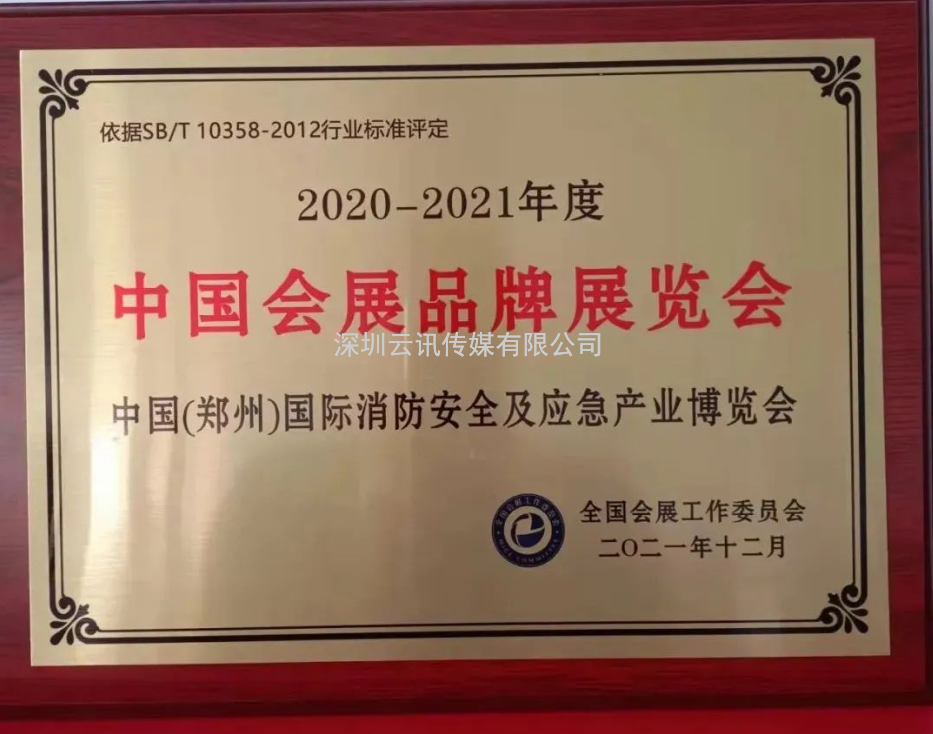 依据SB/T 10358-2012行业标准评定
2020-2021年度
中国会展品牌展览会
深圳云讯传媒有限公司
中国(郑州)国际消防安全及应急产业博览会
全国会展工作委员会
二〇二一年十二月